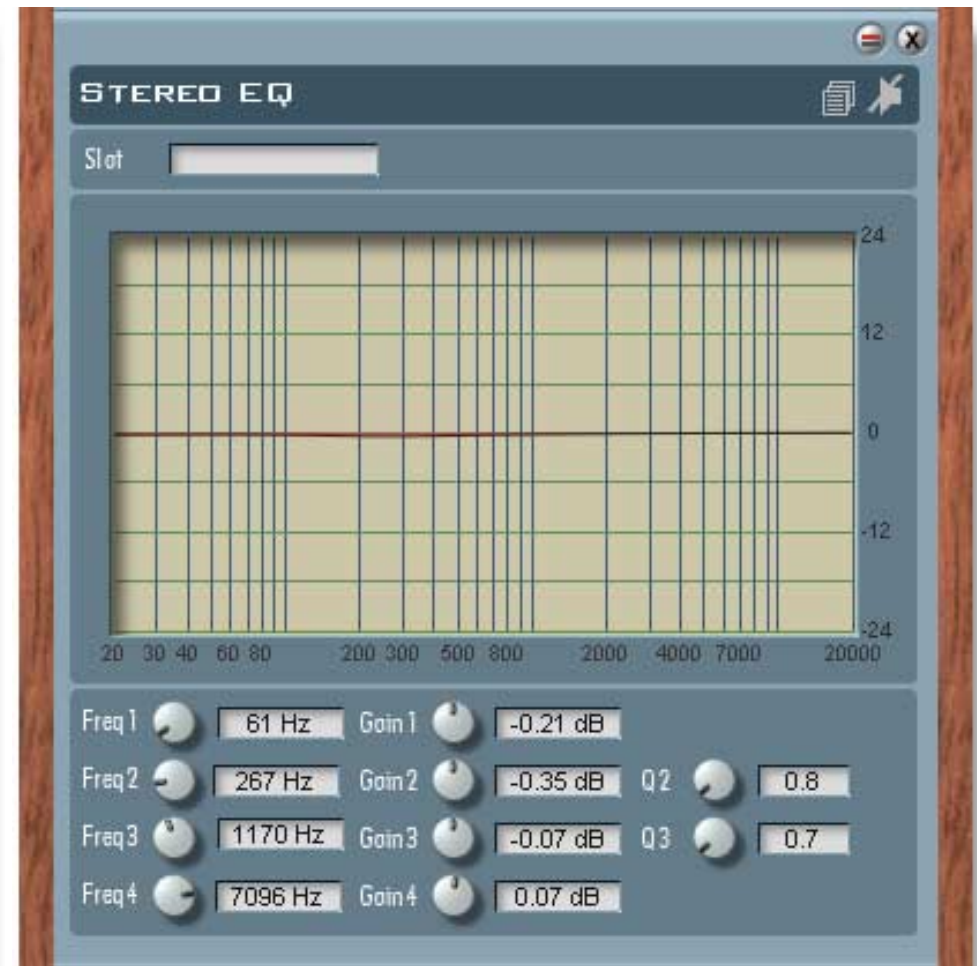 X
STEREO EQ
Slot
24
12
0
-12
-24
20 30 40 60 80 200 300 500 800 2000 4000 7000 20000
Freq 1 61 Hz Gain 1 -0.21 dB
Freq 2 267 Hz Gain 2 -0.35 dB Q 2 0.8
Freq 3 1170 Hz Gain 3 -0.07 dB Q 3 0.7
Freq 4 7096 Hz Gain 4 0.07 dB